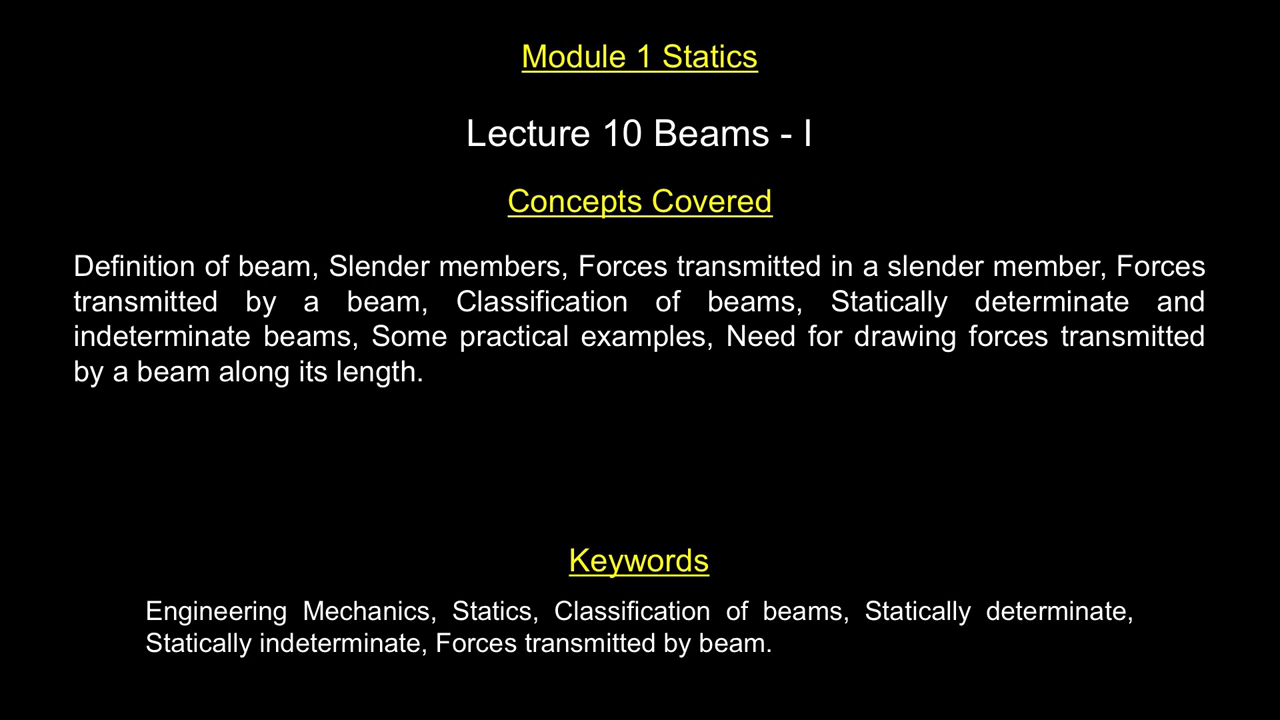 Module 1 Statics
Lecture 10 Beams - I
Concepts Covered
Definition of beam, Slender members, Forces transmitted in a slender member, Forces
transmitted by a beam, Classification of beams, Statically determinate and
indeterminate beams, Some practical examples, Need for drawing forces transmitted
by a beam along its length.
Keywords
Engineering Mechanics, Statics, Classification of beams, Statically determinate,
Statically indeterminate, Forces transmitted by beam.